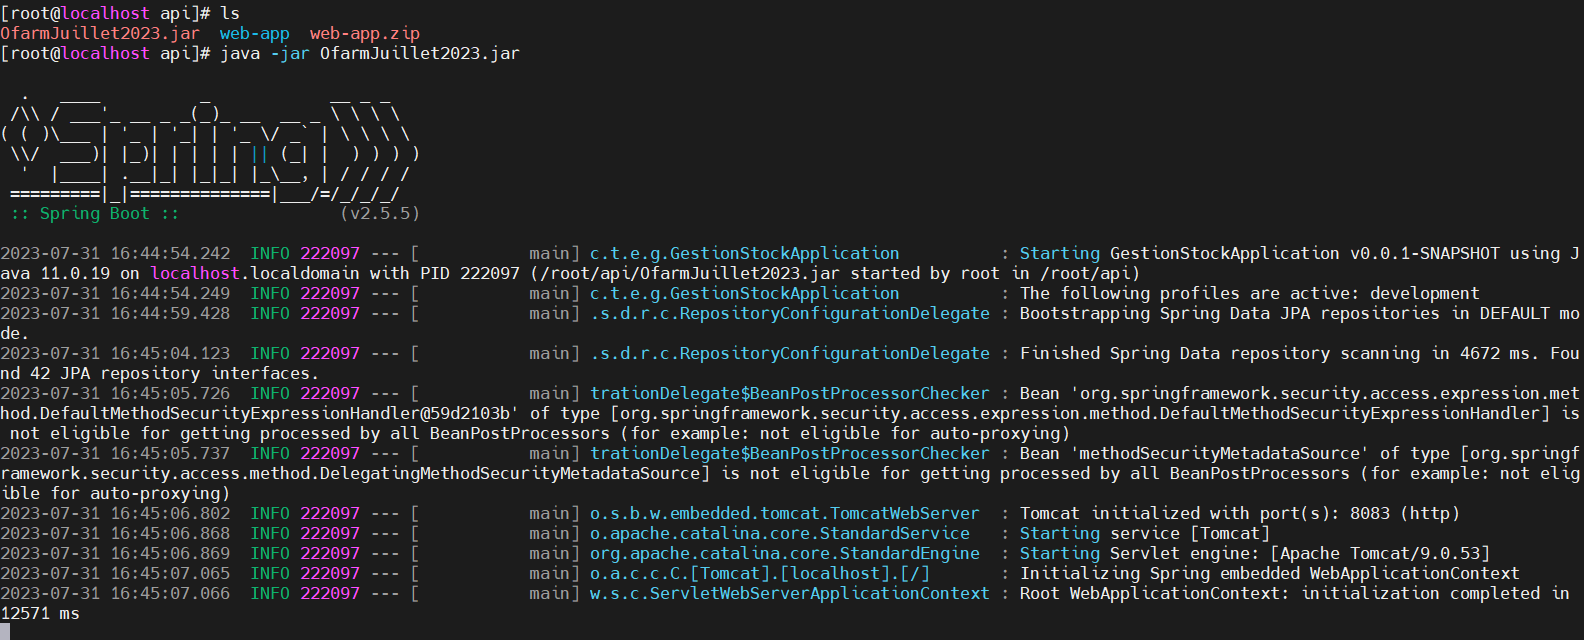 [root@localhost api]# ls
OfarmJuillet2023.jar  web-app  web-app.zip
[root@localhost api]# java -jar OfarmJuillet2023.jar

  .   ____          _            __ _ _
 /\\ / ___'_ __ _ _(_)_ __  __ _ \ \ \ \
( ( )\___ | '_ | '_| | '_ \/ _` | \ \ \ \
 \\/  ___)| |_)| | | | | || (_| |  ) ) ) )
  '  |____| .__|_| |_|_| |_\__, | / / / /
 =========|_|==============|___/=/_/_/_/
 :: Spring Boot ::                (v2.5.5)

2023-07-31 16:44:54.242  INFO 222097 --- [           main] c.t.e.g.GestionStockApplication          : Starting GestionStockApplication v0.0.1-SNAPSHOT using J
ava 11.0.19 on localhost.localdomain with PID 222097 (/root/api/OfarmJuillet2023.jar started by root in /root/api)
2023-07-31 16:44:54.249  INFO 222097 --- [           main] c.t.e.g.GestionStockApplication          : The following profiles are active: development
2023-07-31 16:44:59.428  INFO 222097 --- [           main] .s.d.r.c.RepositoryConfigurationDelegate : Bootstrapping Spring Data JPA repositories in DEFAULT mo
de.
2023-07-31 16:45:04.123  INFO 222097 --- [           main] .s.d.r.c.RepositoryConfigurationDelegate : Finished Spring Data repository scanning in 4672 ms. Fou
nd 42 JPA repository interfaces.
2023-07-31 16:45:05.726  INFO 222097 --- [           main] trationDelegate$BeanPostProcessorChecker : Bean 'org.springframework.security.access.expression.met
hod.DefaultMethodSecurityExpressionHandler@59d2103b' of type [org.springframework.security.access.expression.method.DefaultMethodSecurityExpressionHandler] is
 not eligible for getting processed by all BeanPostProcessors (for example: not eligible for auto-proxying)
2023-07-31 16:45:05.737  INFO 222097 --- [           main] trationDelegate$BeanPostProcessorChecker : Bean 'methodSecurityMetadataSource' of type [org.springf
ramework.security.access.method.DelegatingMethodSecurityMetadataSource] is not eligible for getting processed by all BeanPostProcessors (for example: not elig
ible for auto-proxying)
2023-07-31 16:45:06.802  INFO 222097 --- [           main] o.s.b.w.embedded.tomcat.TomcatWebServer  : Tomcat initialized with port(s): 8083 (http)
2023-07-31 16:45:06.868  INFO 222097 --- [           main] o.apache.catalina.core.StandardService   : Starting service [Tomcat]
2023-07-31 16:45:06.869  INFO 222097 --- [           main] org.apache.catalina.core.StandardEngine  : Starting Servlet engine: [Apache Tomcat/9.0.53]
2023-07-31 16:45:07.065  INFO 222097 --- [           main] o.a.c.c.C.[Tomcat].[localhost].[/]       : Initializing Spring embedded WebApplicationContext
2023-07-31 16:45:07.066  INFO 222097 --- [           main] w.s.c.ServletWebServerApplicationContext : Root WebApplicationContext: initialization completed in
12571 ms